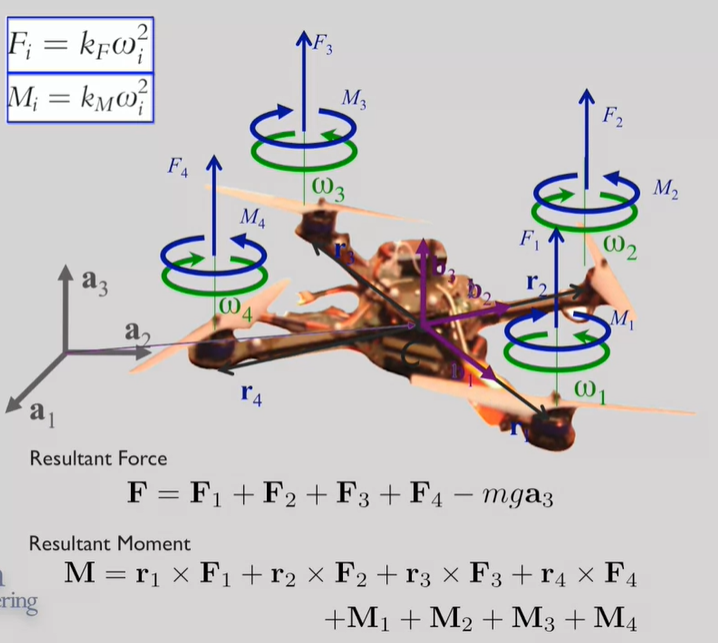 F_i = k_F ω_i^2
M_i = k_M ω_i^2
F_3
M_3
F_2
F_4
ω_3
M_2
M_4
F_1
ω_2
r_3
b_3
a_3
b_2
r_2
ω_4
M_1
a_2
r_4
ω_1
a_1
Resultant Force
F = F_1 + F_2 + F_3 + F_4 − mga_3
Resultant Moment
M = r_1 × F_1 + r_2 × F_2 + r_3 × F_3 + r_4 × F_4
ring
+M_1 + M_2 + M_3 + M_4